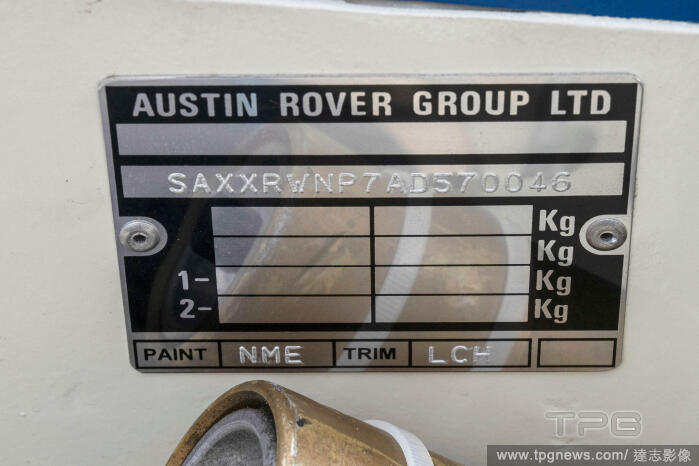 AUSTIN ROVER GROUP LTD
SAXXRWNP7AD570046
Kg
Kg
1- Kg
2- Kg
PAINT NME TRIM LCH
TPG
www.tpgnews.com/ 達志影像